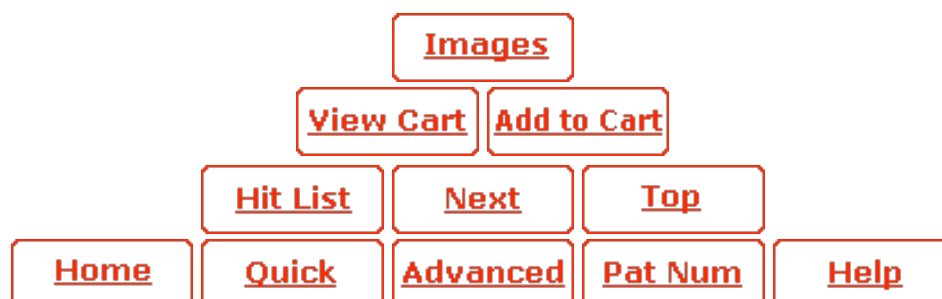 Images
View Cart Add to Cart
Hit List Next Top
Home Quick Advanced Pat Num Help